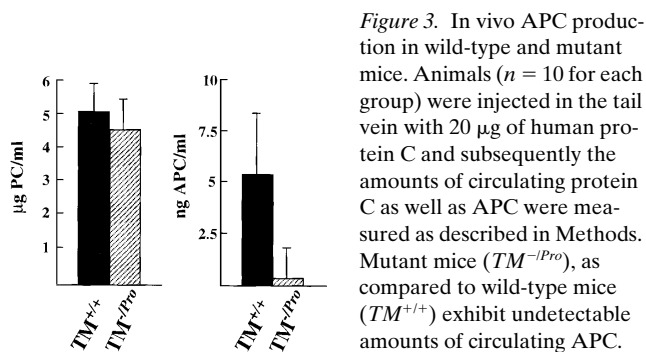 6
5
4
3
2
1
µg PC/ml
TM+/+
TM-/Pro
10
7.5
5
2.5
ng APC/ml
TM+/+
TM-/Pro
Figure 3. In vivo APC produc-
tion in wild-type and mutant
mice. Animals (n = 10 for each
group) were injected in the tail
vein with 20 µg of human pro-
tein C and subsequently the
amounts of circulating protein
C as well as APC were mea-
sured as described in Methods.
Mutant mice (TM−/Pro), as
compared to wild-type mice
(TM+/+) exhibit undetectable
amounts of circulating APC.